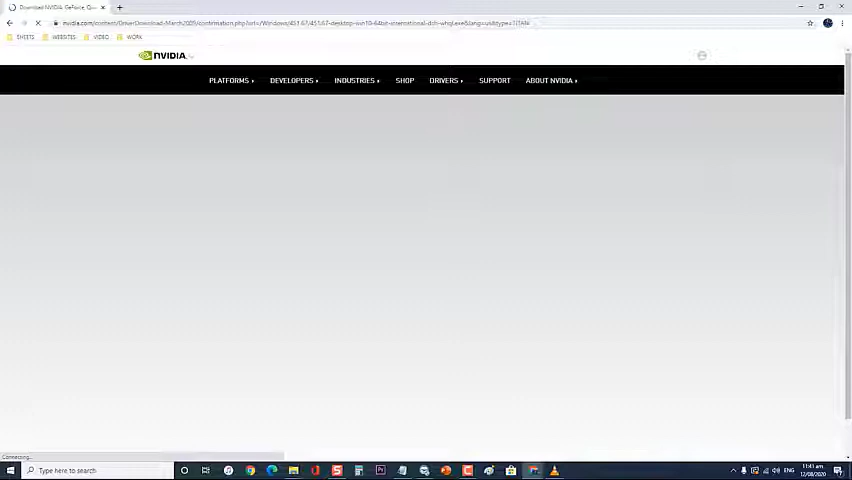 Download NVIDIA, GeForce, Qu
nvidia.com/content/DriverDownload-March2009/confirmation.php?url=/Windows/451.67/451.67-desktop-win10-64bit-international-dch-whql.exe&lang=us&type=TITAN
SHEETS WEBSITES VIDEO WORK
NVIDIA.
PLATFORMS DEVELOPERS INDUSTRIES SHOP DRIVERS SUPPORT ABOUT NVIDIA
Connecting...
Type here to search
ENG
11:41 am
12/08/2020